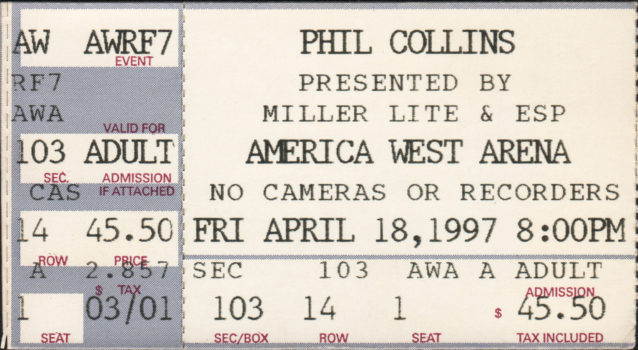 AW AWRF7 PHIL COLLINS
EVENT
RF7 PRESENTED BY
AWA MILLER LITE & ESP
VALID FOR
103 ADULT AMERICA WEST ARENA
SEC. ADMISSION
CAS IF ATTACHED NO CAMERAS OR RECORDERS
14 45.50 FRI APRIL 18,1997 8:00PM
ROW PRICE
A 2.857 SEC 103 AWA A ADULT
$ TAX ADMISSION
1 03/01 103 14 1 $ 45.50
SEAT SEC/BOX ROW SEAT TAX INCLUDED